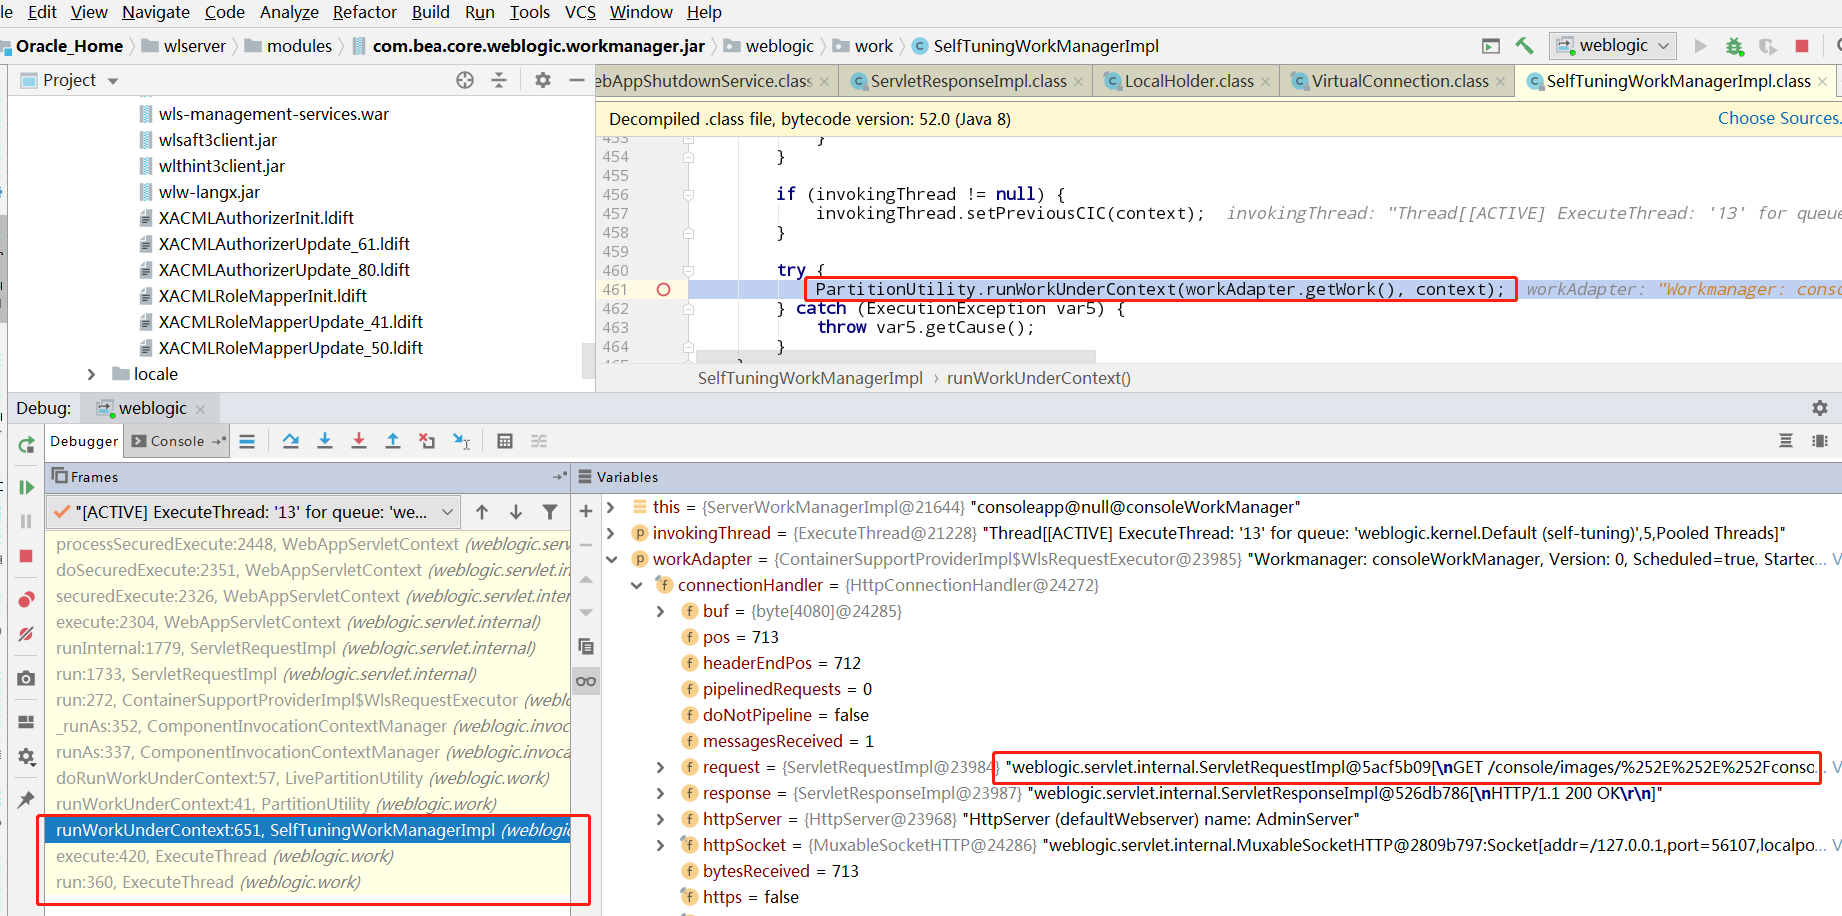 le Edit View Navigate Code Analyze Refactor Build Run Tools VCS Window Help
Oracle_Home wlserver modules com.bea.core.weblogic.workmanager.jar weblogic work SelfTuningWorkManagerImpl weblogic
Project
ebAppShutdownService.class ServletResponseImpl.class LocalHolder.class VirtualConnection.class SelfTuningWorkManagerImpl.class
wls-management-services.war
wlsaft3client.jar
wlthint3client.jar
wlw-langx.jar
XACMLAuthorizerInit.ldift
XACMLAuthorizerUpdate_61.ldift
XACMLAuthorizerUpdate_80.ldift
XACMLRoleMapperInit.ldift
XACMLRoleMapperUpdate_41.ldift
XACMLRoleMapperUpdate_50.ldift
locale
Decompiled .class file, bytecode version: 52.0 (Java 8) Choose Sources.
453 }
454 }
455
456 if (invokingThread != null) {
457 invokingThread.setPreviousCIC(context); invokingThread: "Thread[[ACTIVE] ExecuteThread: '13' for queue
458 }
459
460 try {
461 PartitionUtility.runWorkUnderContext(workAdapter.getWork(), context); workAdapter: "Workmanager: conso
462 } catch (ExecutionException var5) {
463 throw var5.getCause();
464 }
465
SelfTuningWorkManagerImpl › runWorkUnderContext()
Debug: weblogic
Debugger Console
Frames
"[ACTIVE] ExecuteThread: '13' for queue: 'we...
processSecuredExecute:2448, WebAppServletContext (weblogic.serv
doSecuredExecute:2351, WebAppServletContext (weblogic.servlet.in
securedExecute:2326, WebAppServletContext (weblogic.servlet.inter
execute:2304, WebAppServletContext (weblogic.servlet.internal)
runInternal:1779, ServletRequestImpl (weblogic.servlet.internal)
run:1733, ServletRequestImpl (weblogic.servlet.internal)
run:272, ContainerSupportProviderImpl$WlsRequestExecutor (weblo
_runAs:352, ComponentInvocationContextManager (weblogic.invoc
runAs:337, ComponentInvocationContextManager (weblogic.invoca
doRunWorkUnderContext:57, LivePartitionUtility (weblogic.work)
runWorkUnderContext:41, PartitionUtility (weblogic.work)
runWorkUnderContext:651, SelfTuningWorkManagerImpl (weblogic
execute:420, ExecuteThread (weblogic.work)
run:360, ExecuteThread (weblogic.work)
Variables
this = {ServerWorkManagerImpl@21644} "consoleapp@null@consoleWorkManager"
invokingThread = {ExecuteThread@21228} "Thread[[ACTIVE] ExecuteThread: '13' for queue: 'weblogic.kernel.Default (self-tuning)',5,Pooled Threads]"
workAdapter = {ContainerSupportProviderImpl$WlsRequestExecutor@23985} "Workmanager: consoleWorkManager, Version: 0, Scheduled=true, Startec... V
connectionHandler = {HttpConnectionHandler@24272}
buf = {byte[4080]@24285}
pos = 713
headerEndPos = 712
pipelinedRequests = 0
doNotPipeline = false
messagesReceived = 1
request = {ServletRequestImpl@23984} "weblogic.servlet.internal.ServletRequestImpl@5acf5b09[\nGET /console/images/%252E%252E%252Fconso... V
response = {ServletResponseImpl@23987} "weblogic.servlet.internal.ServletResponseImpl@526db786[\nHTTP/1.1 200 OK\r\n]"
httpServer = {HttpServer@23968} "HttpServer (defaultWebserver) name: AdminServer"
httpSocket = {MuxableSocketHTTP@24286} "weblogic.servlet.internal.MuxableSocketHTTP@2809b797:Socket[addr=/127.0.0.1,port=56107,localpo... V
bytesReceived = 713
https = false